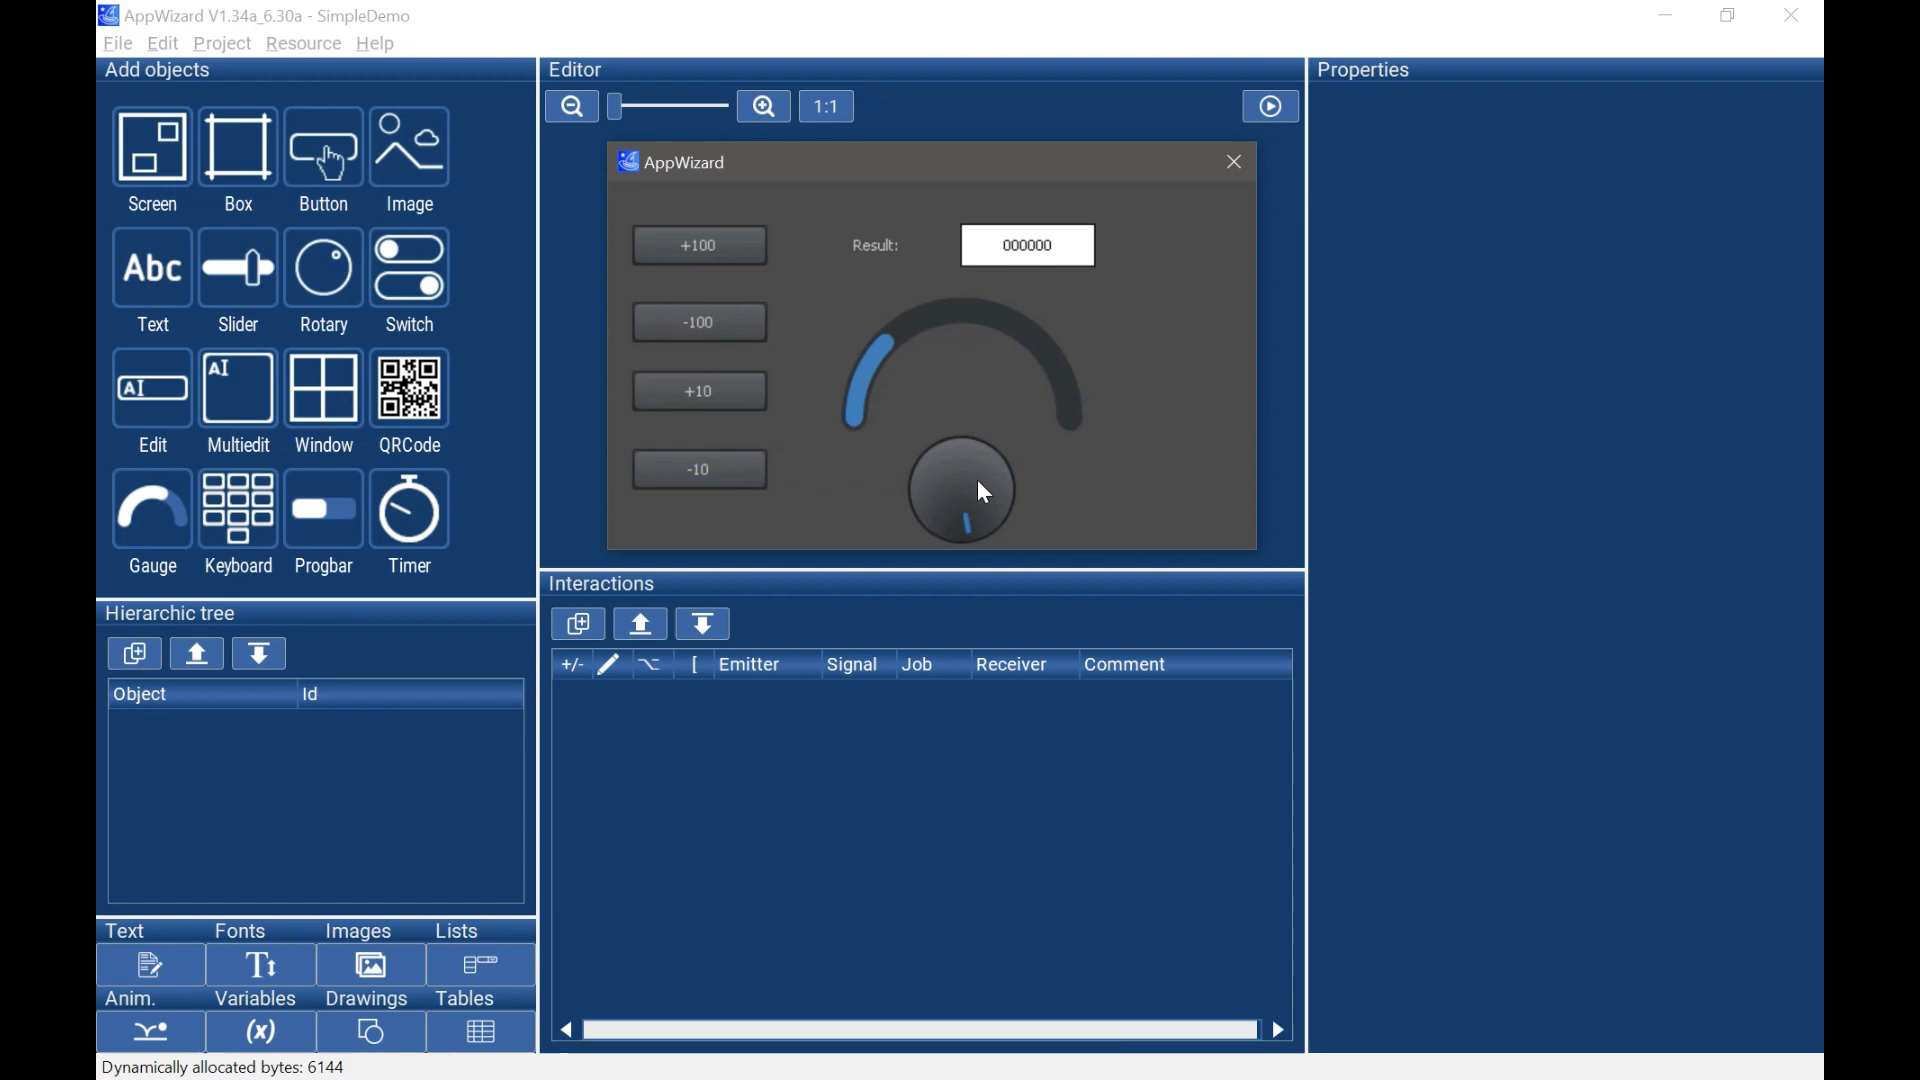 AppWizard V1.34a_6.30a - SimpleDemo
File Edit Project Resource Help
Add objects
Screen Box Button Image
Abc
Text Slider Rotary Switch
AI
AI
Edit Multiedit Window QRCode
Gauge Keyboard Progbar Timer
Hierarchic tree
Object Id
Text Fonts Images Lists
Anim. Variables Drawings Tables
(x)
Dynamically allocated bytes: 6144
Editor
1:1
AppWizard
+100 Result: 000000
-100
+10
-10
Interactions
+/- [ Emitter Signal Job Receiver Comment
Properties